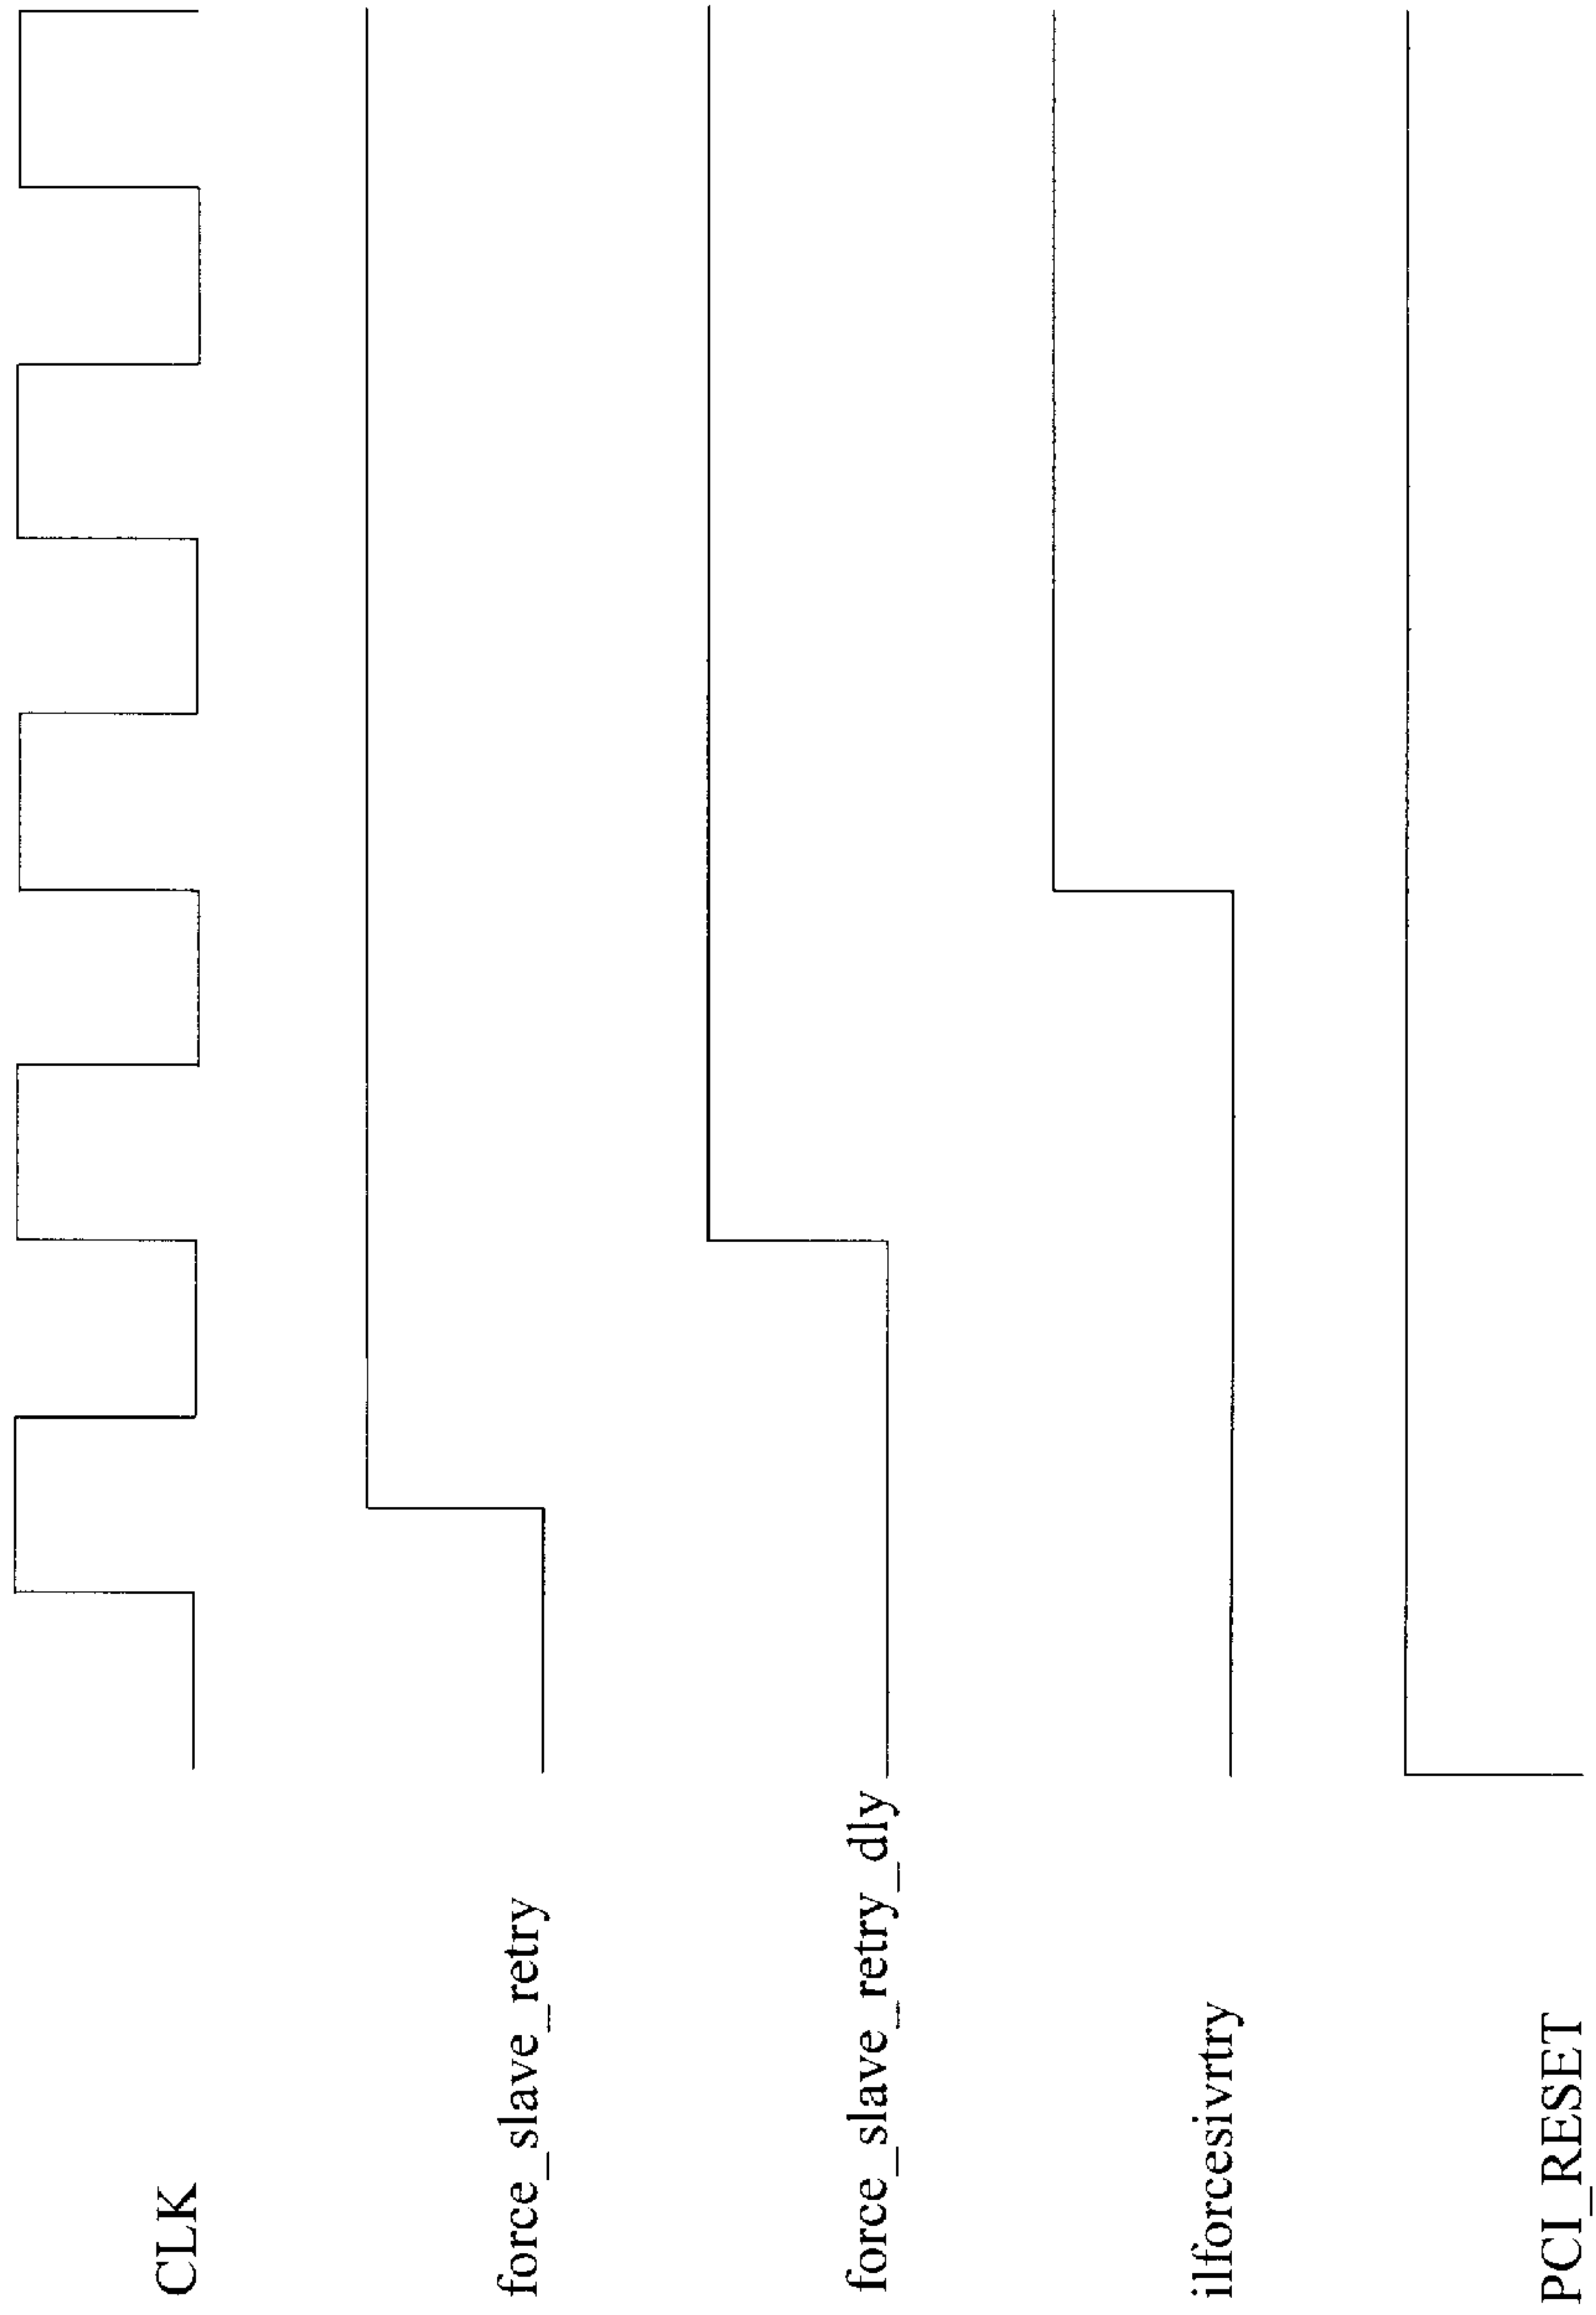 CLK
force_slave_retry
force_slave_retry_dly
ilforcesivrtry
PCI_RESET